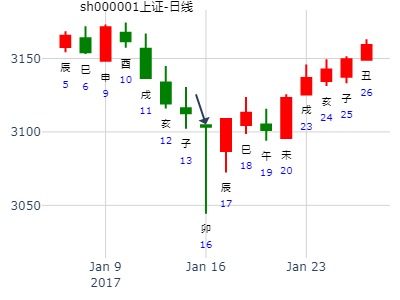 sh000001上证-日线
3150
3100
3050
辰
5
巳
6
申
9
酉
10
戌
11
亥
12
子
13
卯
16
辰
17
巳
18
午
19
未
20
戌
23
亥
24
子
25
丑
26
Jan 9
2017
Jan 16
Jan 23